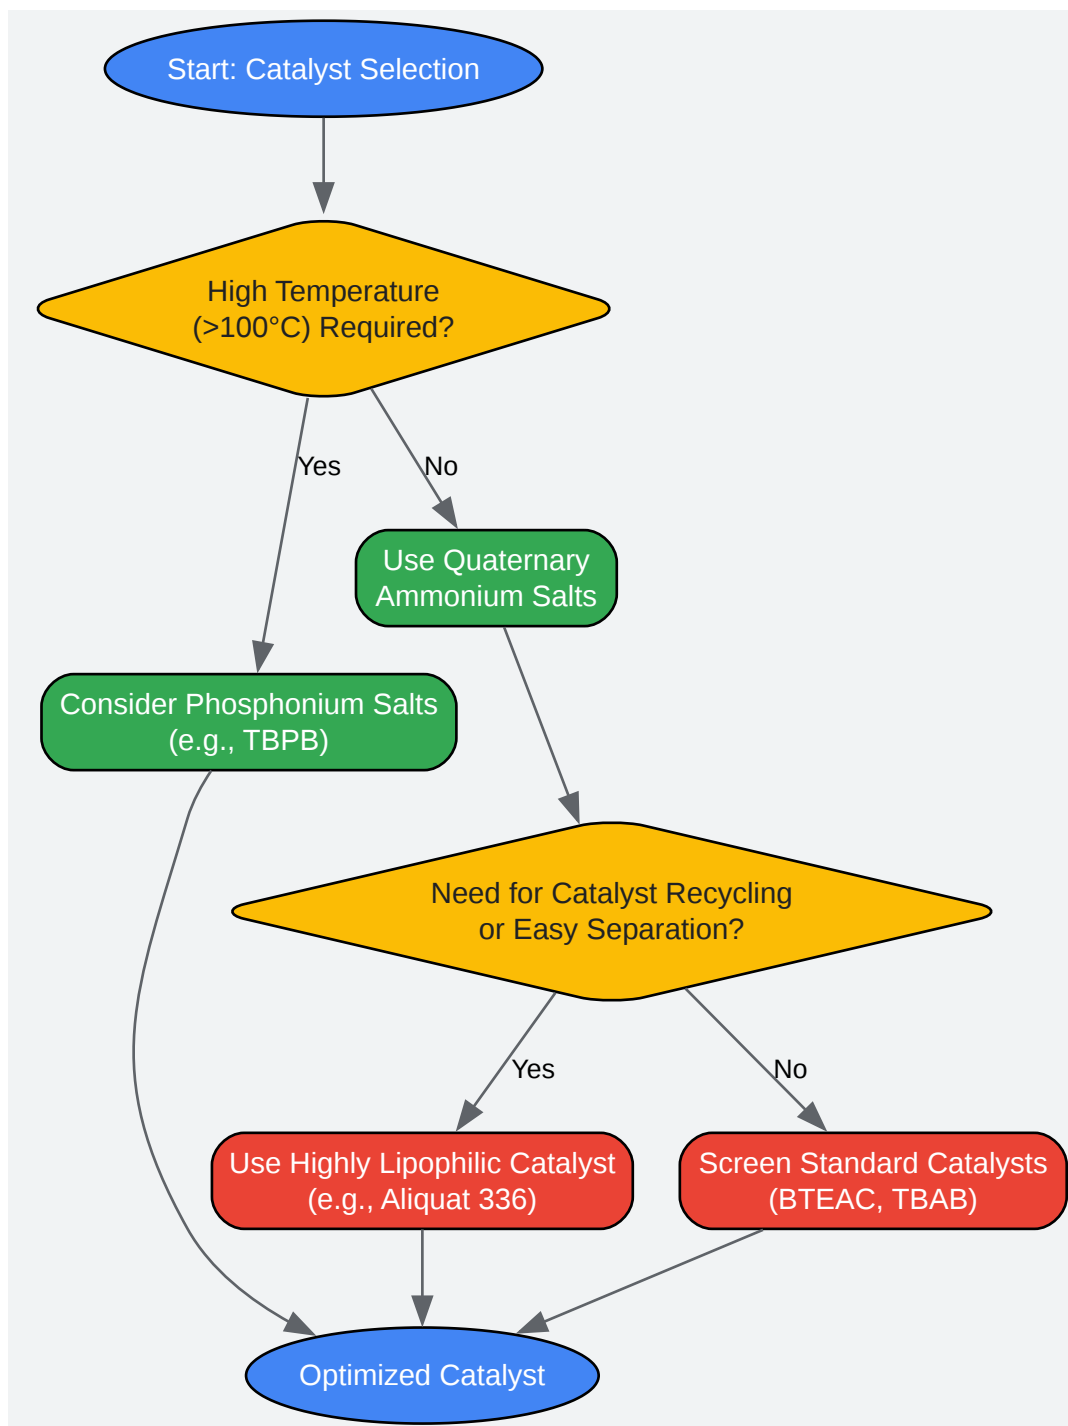 Start: Catalyst Selection
High Temperature
(>100°C) Required?
Yes
No
Use Quaternary
Ammonium Salts
Consider Phosphonium Salts
(e.g., TBPB)
Need for Catalyst Recycling
or Easy Separation?
Yes
No
Use Highly Lipophilic Catalyst
(e.g., Aliquat 336)
Screen Standard Catalysts
(BTEAC, TBAB)
Optimized Catalyst